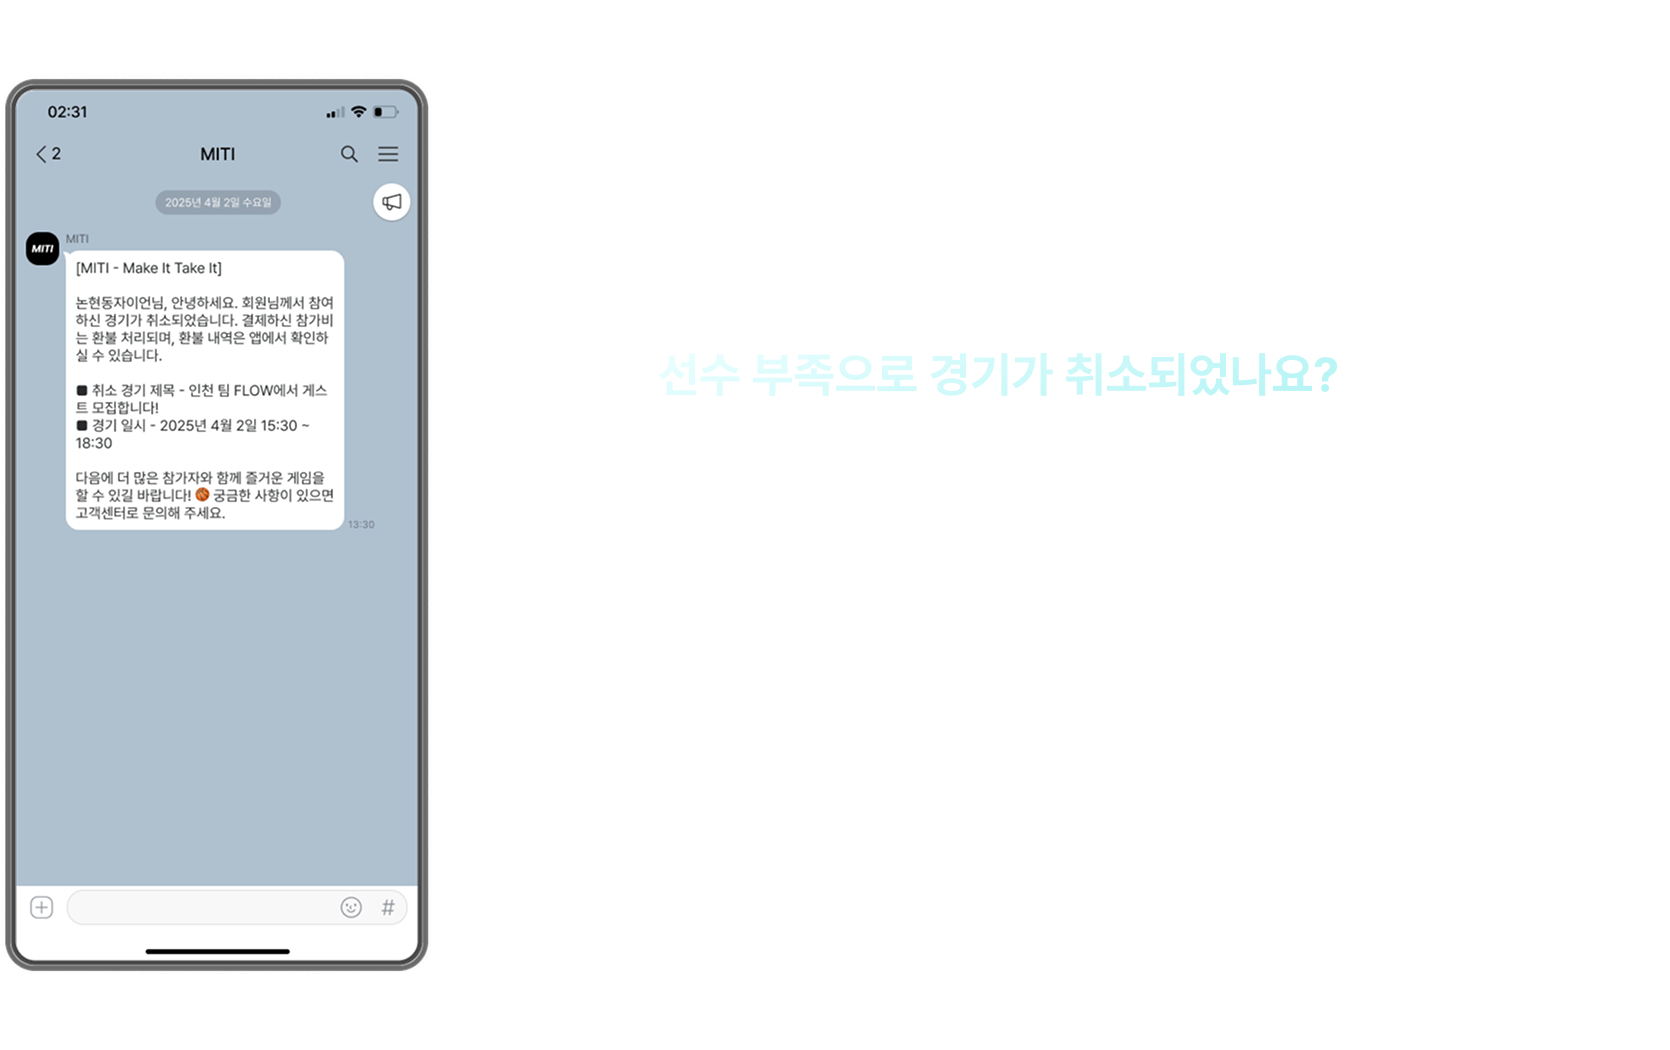 02:31
2
MITI
2025년 4월 2일 수요일
MITI
MITI
[MITI - Make It Take It]
논현동자이언님, 안녕하세요. 회원님께서 참여
하신 경기가 취소되었습니다. 결제하신 참가비
는 환불 처리되며, 환불 내역은 앱에서 확인하
실 수 있습니다.
■ 취소 경기 제목 - 인천 팀 FLOW에서 게스
트 모집합니다!
■ 경기 일시 - 2025년 4월 2일 15:30 ~
18:30
다음에 더 많은 참가자와 함께 즐거운 게임을
할 수 있길 바랍니다! 🏀 궁금한 사항이 있으면
고객센터로 문의해 주세요.
13:30
#
선수 부족으로 경기가 취소되었나요?